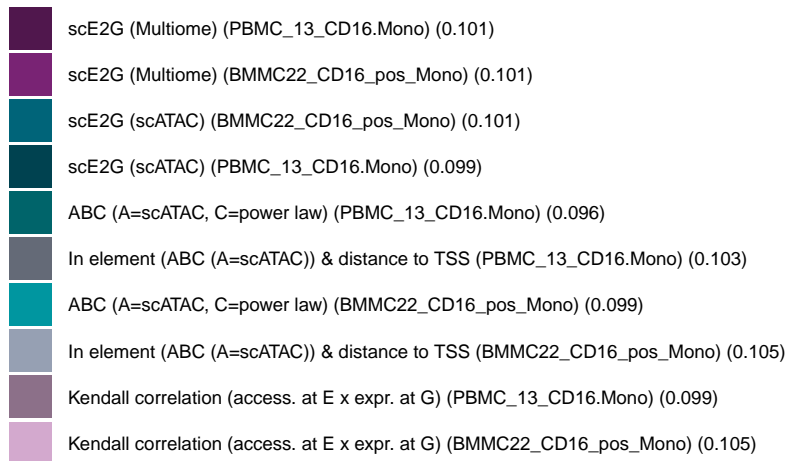 scE2G (Multiome) (PBMC_13_CD16.Mono) (0.101)
scE2G (Multiome) (BMMC22_CD16_pos_Mono) (0.101)
scE2G (scATAC) (BMMC22_CD16_pos_Mono) (0.101)
scE2G (scATAC) (PBMC_13_CD16.Mono) (0.099)
ABC (A=scATAC, C=power law) (PBMC_13_CD16.Mono) (0.096)
In element (ABC (A=scATAC)) & distance to TSS (PBMC_13_CD16.Mono) (0.103)
ABC (A=scATAC, C=power law) (BMMC22_CD16_pos_Mono) (0.099)
In element (ABC (A=scATAC)) & distance to TSS (BMMC22_CD16_pos_Mono) (0.105)
Kendall correlation (access. at E x expr. at G) (PBMC_13_CD16.Mono) (0.099)
Kendall correlation (access. at E x expr. at G) (BMMC22_CD16_pos_Mono) (0.105)